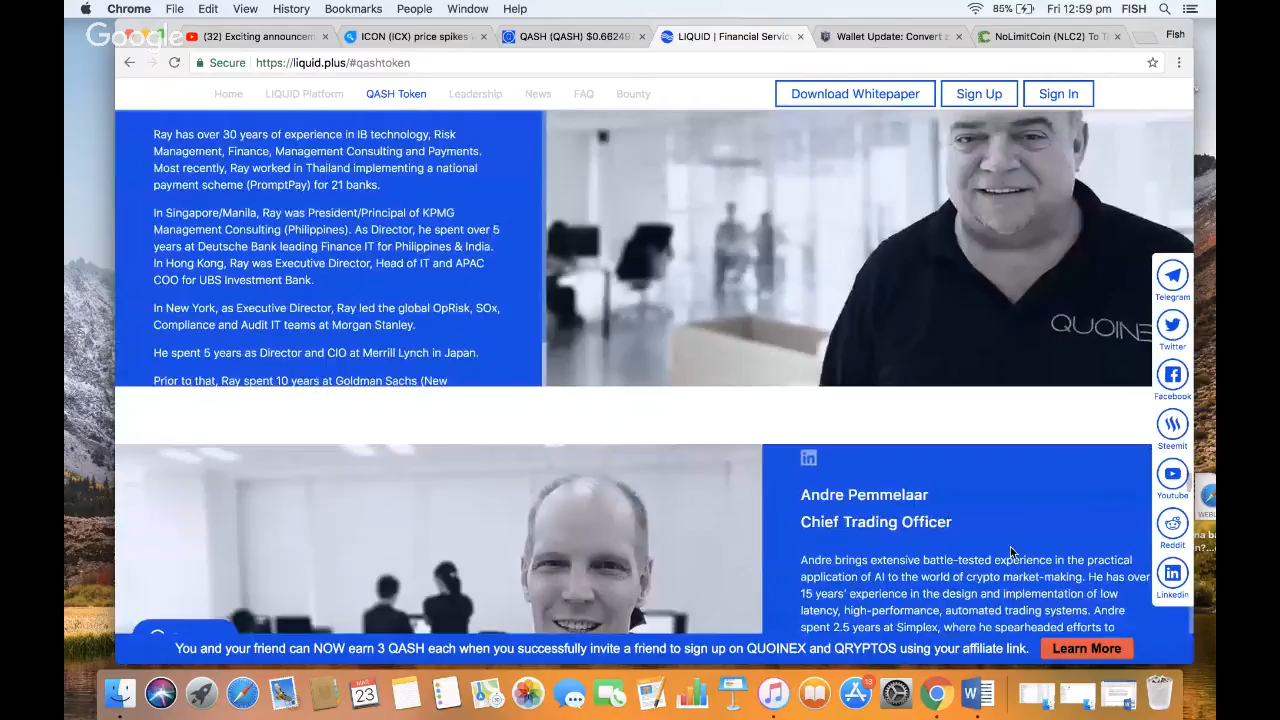 Chrome File Edit View History Bookmarks People Window Help 85% Fri 12:59 pm FISH
Google
(32) Exciting announcem ICON (ICX) price spikes QASH (QASH) $0.66249 LIQUID | Financial Servic Wallet Update: Convert NoLimitCoin (NLC2) To T Fish
Secure https://liquid.plus/#qashtoken
Home LIQUID Platform QASH Token Leadership News FAQ Bounty Download Whitepaper Sign Up Sign In
Ray has over 30 years of experience in IB technology, Risk
Management, Finance, Management Consulting and Payments.
Most recently, Ray worked in Thailand implementing a national
payment scheme (PromptPay) for 21 banks.
In Singapore/Manila, Ray was President/Principal of KPMG
Management Consulting (Philippines). As Director, he spent over 5
years at Deutsche Bank leading Finance IT for Philippines & India.
In Hong Kong, Ray was Executive Director, Head of IT and APAC
COO for UBS Investment Bank.
In New York, as Executive Director, Ray led the global OpRisk, SOx,
Compliance and Audit IT teams at Morgan Stanley.
He spent 5 years as Director and CIO at Merrill Lynch in Japan.
Prior to that, Ray spent 10 years at Goldman Sachs (New
QUOINE
Telegram
Twitter
Facebook
Steemit
Youtube
Reddit
Linkedin
in
Andre Pemmelaar
Chief Trading Officer
Andre brings extensive battle-tested experience in the practical
application of AI to the world of crypto market-making. He has over
15 years' experience in the design and implementation of low
latency, high-performance, automated trading systems. Andre
spent 2.5 years at Simplex, where he spearheaded efforts to
You and your friend can NOW earn 3 QASH each when you successfully invite a friend to sign up on QUOINEX and QRYPTOS using your affiliate link. Learn More
MAR
23
W